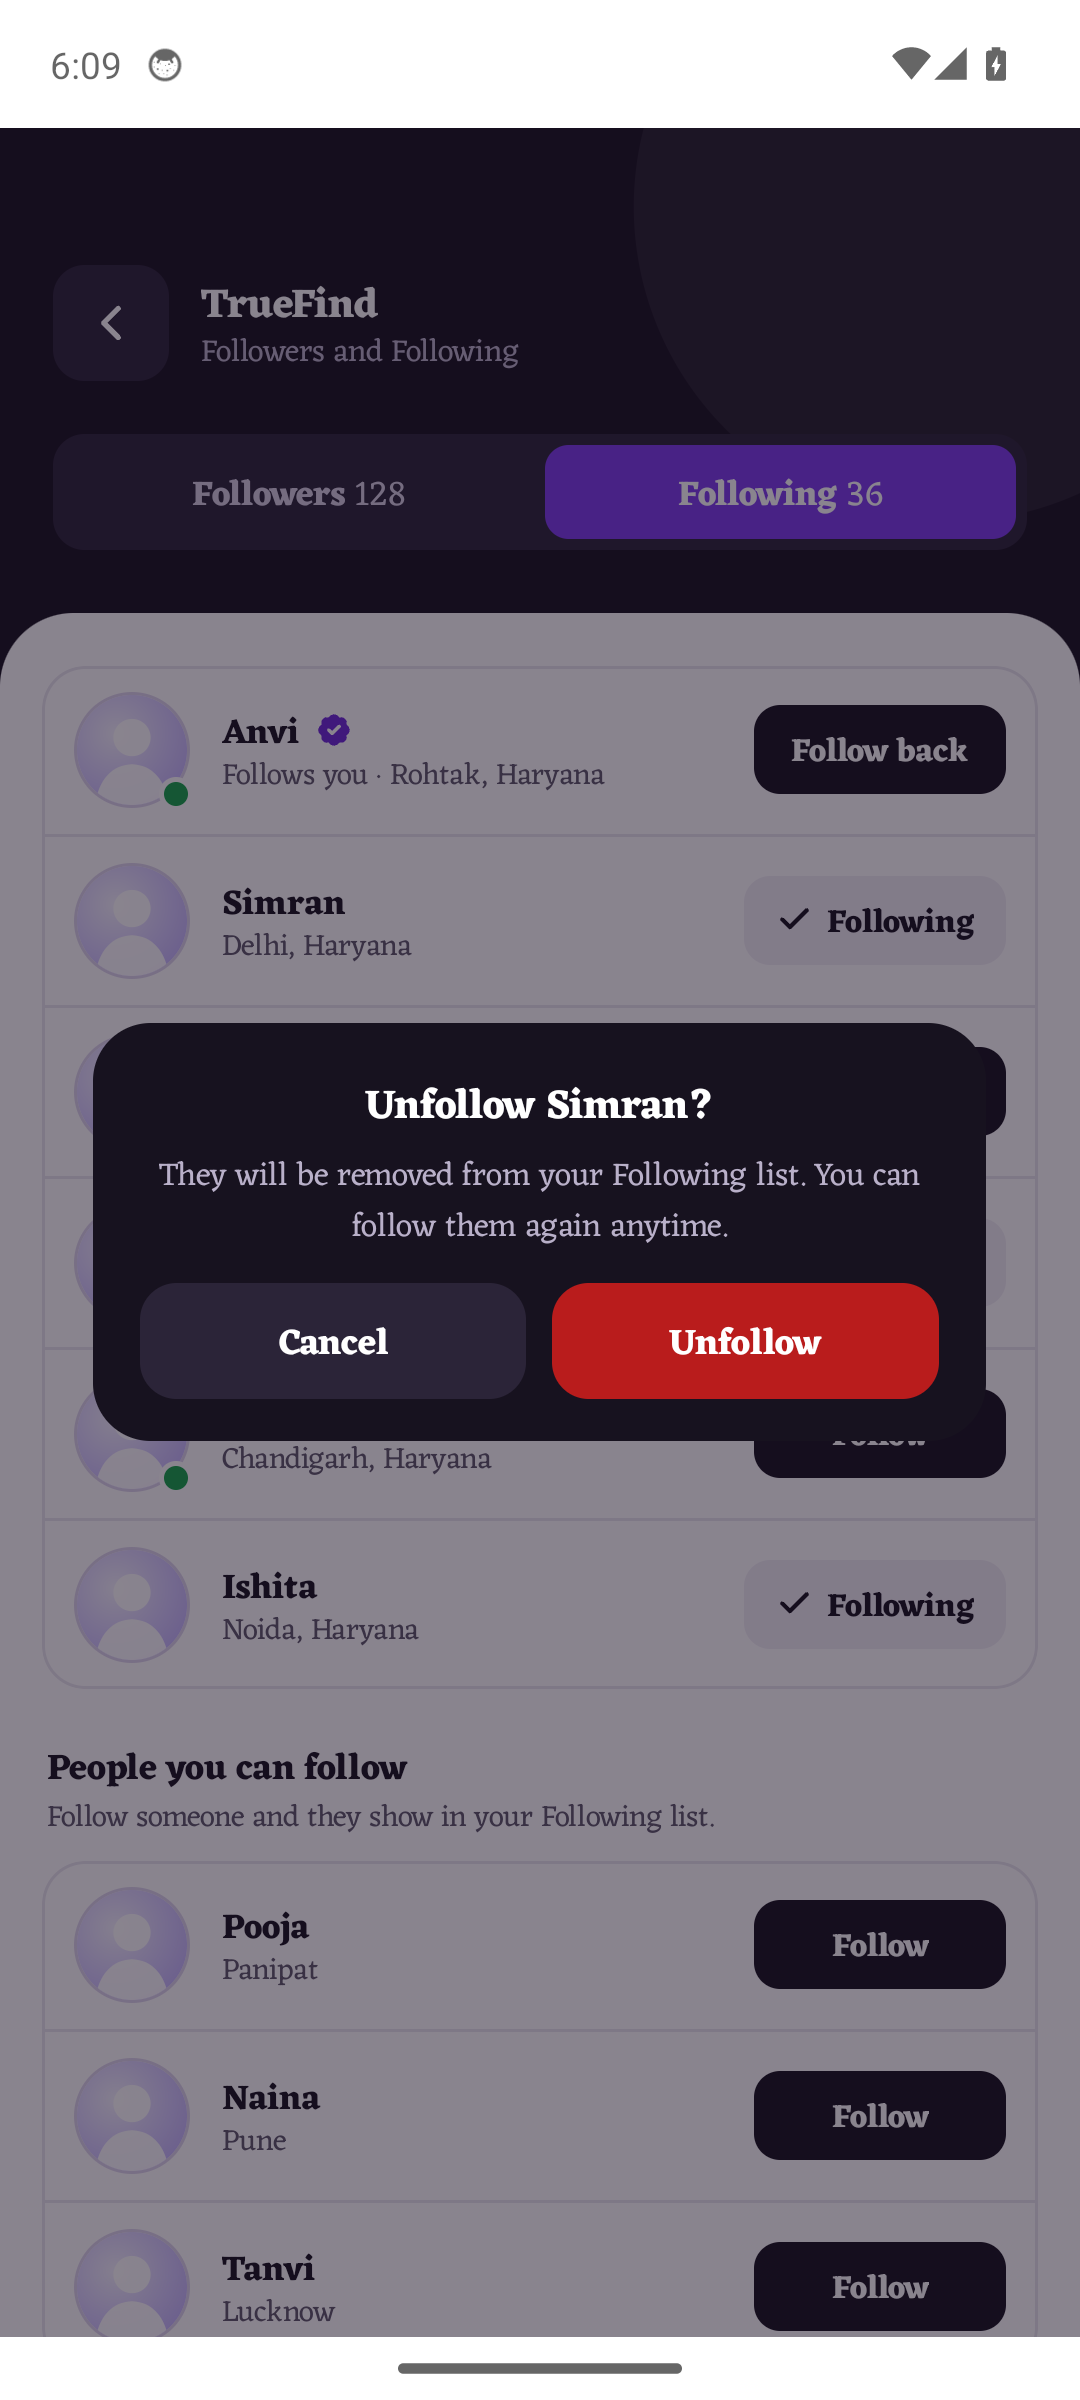 6:09
TrueFind
Followers and Following
Followers 128
Following 36
Anvi
Follows you · Rohtak, Haryana
Follow back
Simran
Delhi, Haryana
Following
Unfollow Simran?
They will be removed from your Following list. You can
follow them again anytime.
Cancel
Unfollow
Chandigarh, Haryana
Follow
Ishita
Noida, Haryana
Following
People you can follow
Follow someone and they show in your Following list.
Pooja
Panipat
Follow
Naina
Pune
Follow
Tanvi
Lucknow
Follow